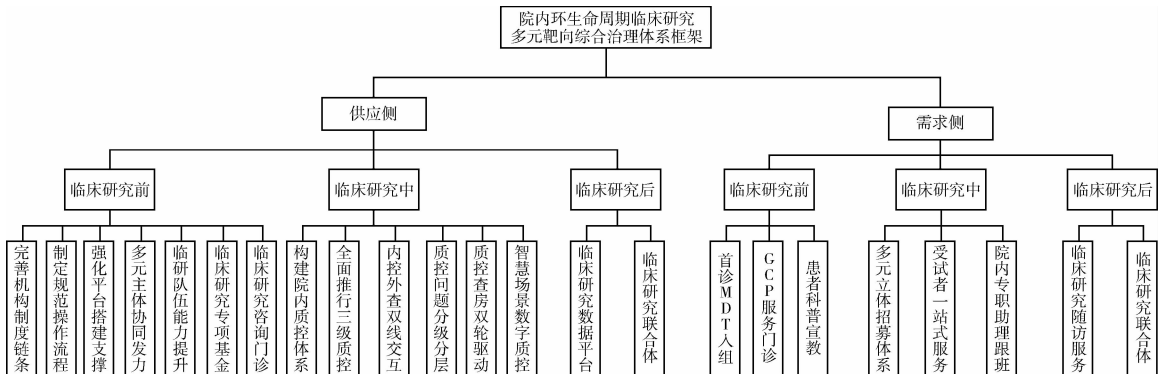 院内环生命周期临床研究
多元靶向综合治理体系框架
供应侧
需求侧
临床研究前
临床研究中
临床研究后
临床研究前
临床研究中
临床研究后
完善机构制度链条
制定规范操作流程
强化平台搭建支撑
多元主体协同发力
临研队伍能力提升
临床研究专项基金
临床研究咨询门诊
构建院内质控体系
全面推行三级质控
内控外查双线交互
质控问题分级分层
质控查房双轮驱动
智慧场景数字质控
临床研究数据平台
临床研究联合体
首诊MDT入组
GCP服务门诊
患者科普宣教
多元立体招募体系
受试者一站式服务
院内专职助理跟班
临床研究随访服务
临床研究联合体